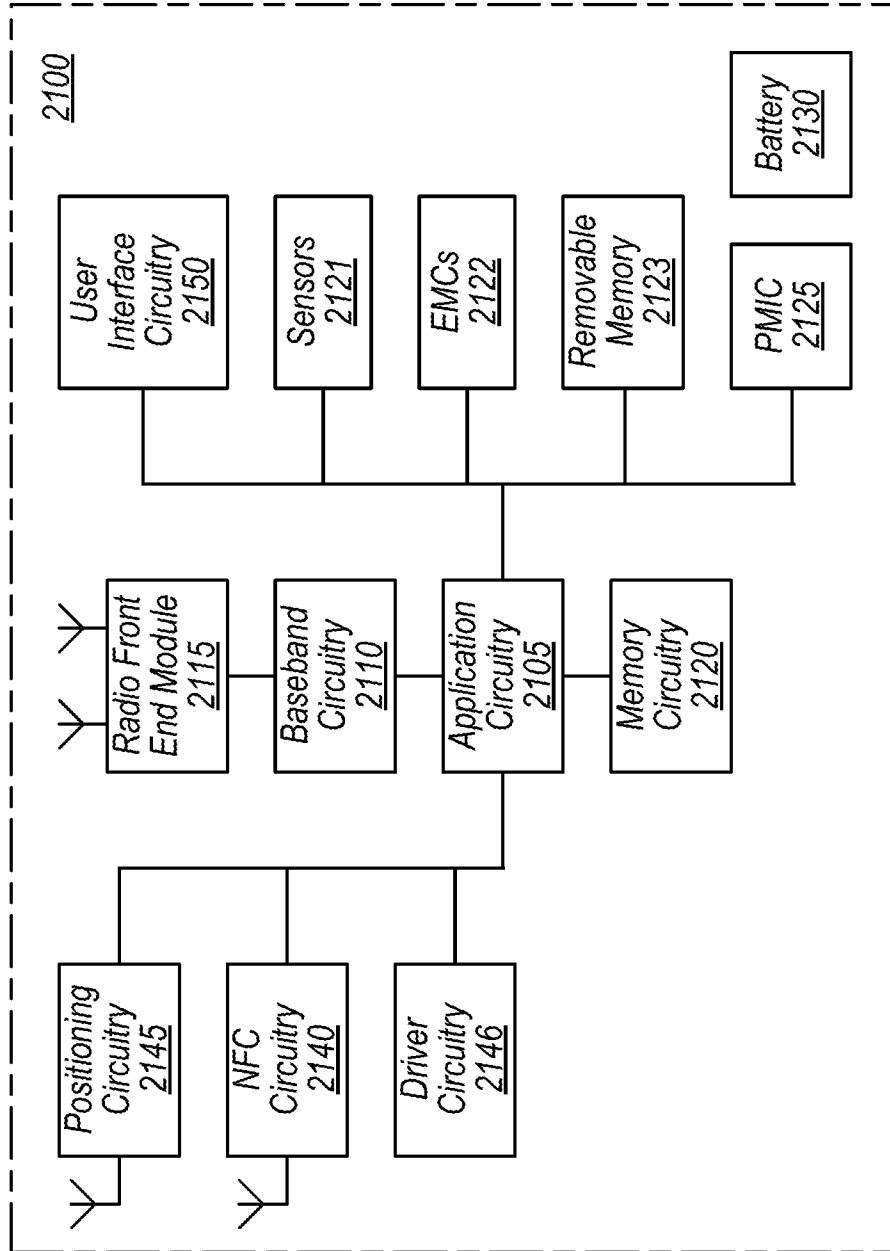 2100
User
Interface
Circuitry
2150
Sensors
2121
EMCs
2122
Removable
Memory
2123
Battery
2130
PMIC
2125
Radio Front
End Module
2115
Baseband
Circuitry
2110
Application
Circuitry
2105
Memory
Circuitry
2120
Positioning
Circuitry
2145
NFC
Circuitry
2140
Driver
Circuitry
2146